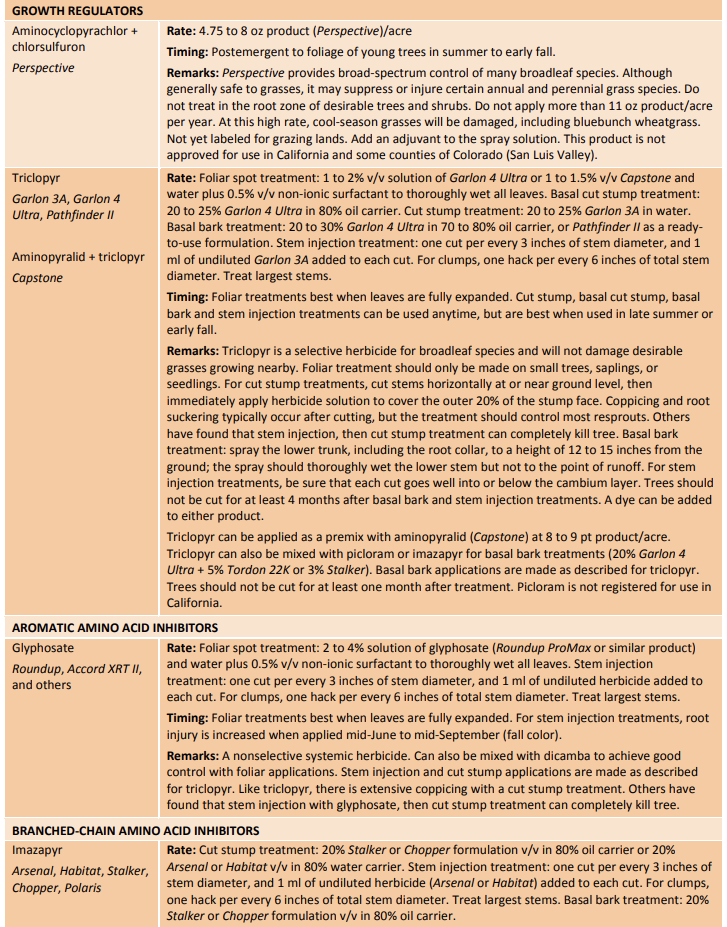 GROWTH REGULATORS
Aminocyclopyrachlor +
chlorsulfuron
Perspective
Rate: 4.75 to 8 oz product (Perspective)/acre
Timing: Postemergent to foliage of young trees in summer to early fall.
Remarks: Perspective provides broad-spectrum control of many broadleaf species. Although
generally safe to grasses, it may suppress or injure certain annual and perennial grass species. Do
not treat in the root zone of desirable trees and shrubs. Do not apply more than 11 oz product/acre
per year. At this high rate, cool-season grasses will be damaged, including bluebunch wheatgrass.
Not yet labeled for grazing lands. Add an adjuvant to the spray solution. This product is not
approved for use in California and some counties of Colorado (San Luis Valley).
Triclopyr
Garlon 3A, Garlon 4
Ultra, Pathfinder II
Aminopyralid + triclopyr
Capstone
Rate: Foliar spot treatment: 1 to 2% v/v solution of Garlon 4 Ultra or 1 to 1.5% v/v Capstone and
water plus 0.5% v/v non-ionic surfactant to thoroughly wet all leaves. Basal cut stump treatment:
20 to 25% Garlon 4 Ultra in 80% oil carrier. Cut stump treatment: 20 to 25% Garlon 3A in water.
Basal bark treatment: 20 to 30% Garlon 4 Ultra in 70 to 80% oil carrier, or Pathfinder II as a ready-
to-use formulation. Stem injection treatment: one cut per every 3 inches of stem diameter, and 1
ml of undiluted Garlon 3A added to each cut. For clumps, one hack per every 6 inches of total stem
diameter. Treat largest stems.
Timing: Foliar treatments best when leaves are fully expanded. Cut stump, basal cut stump, basal
bark and stem injection treatments can be used anytime, but are best when used in late summer or
early fall.
Remarks: Triclopyr is a selective herbicide for broadleaf species and will not damage desirable
grasses growing nearby. Foliar treatment should only be made on small trees, saplings, or
seedlings. For cut stump treatments, cut stems horizontally at or near ground level, then
immediately apply herbicide solution to cover the outer 20% of the stump face. Coppicing and root
suckering typically occur after cutting, but the treatment should control most resprouts. Others
have found that stem injection, then cut stump treatment can completely kill tree. Basal bark
treatment: spray the lower trunk, including the root collar, to a height of 12 to 15 inches from the
ground; the spray should thoroughly wet the lower stem but not to the point of runoff. For stem
injection treatments, be sure that each cut goes well into or below the cambium layer. Trees should
not be cut for at least 4 months after basal bark and stem injection treatments. A dye can be added
to either product.
Triclopyr can be applied as a premix with aminopyralid (Capstone) at 8 to 9 pt product/acre.
Triclopyr can also be mixed with picloram or imazapyr for basal bark treatments (20% Garlon 4
Ultra + 5% Tordon 22K or 3% Stalker). Basal bark applications are made as described for triclopyr.
Trees should not be cut for at least one month after treatment. Picloram is not registered for use in
California.
AROMATIC AMINO ACID INHIBITORS
Glyphosate
Roundup, Accord XRT II,
and others
Rate: Foliar spot treatment: 2 to 4% solution of glyphosate (Roundup ProMax or similar product)
and water plus 0.5% v/v non-ionic surfactant to thoroughly wet all leaves. Stem injection
treatment: one cut per every 3 inches of stem diameter, and 1 ml of undiluted herbicide added to
each cut. For clumps, one hack per every 6 inches of total stem diameter. Treat largest stems.
Timing: Foliar treatments best when leaves are fully expanded. For stem injection treatments, root
injury is increased when applied mid-June to mid-September (fall color).
Remarks: A nonselective systemic herbicide. Can also be mixed with dicamba to achieve good
control with foliar applications. Stem injection and cut stump applications are made as described
for triclopyr. Like triclopyr, there is extensive coppicing with a cut stump treatment. Others have
found that stem injection with glyphosate, then cut stump treatment can completely kill tree.
BRANCHED-CHAIN AMINO ACID INHIBITORS
Imazapyr
Arsenal, Habitat, Stalker,
Chopper, Polaris
Rate: Cut stump treatment: 20% Stalker or Chopper formulation v/v in 80% oil carrier or 20%
Arsenal or Habitat v/v in 80% water carrier. Stem injection treatment: one cut per every 3 inches of
stem diameter, and 1 ml of undiluted herbicide (Arsenal or Habitat) added to each cut. For clumps,
one hack per every 6 inches of total stem diameter. Treat largest stems. Basal bark treatment: 20%
Stalker or Chopper formulation v/v in 80% oil carrier.